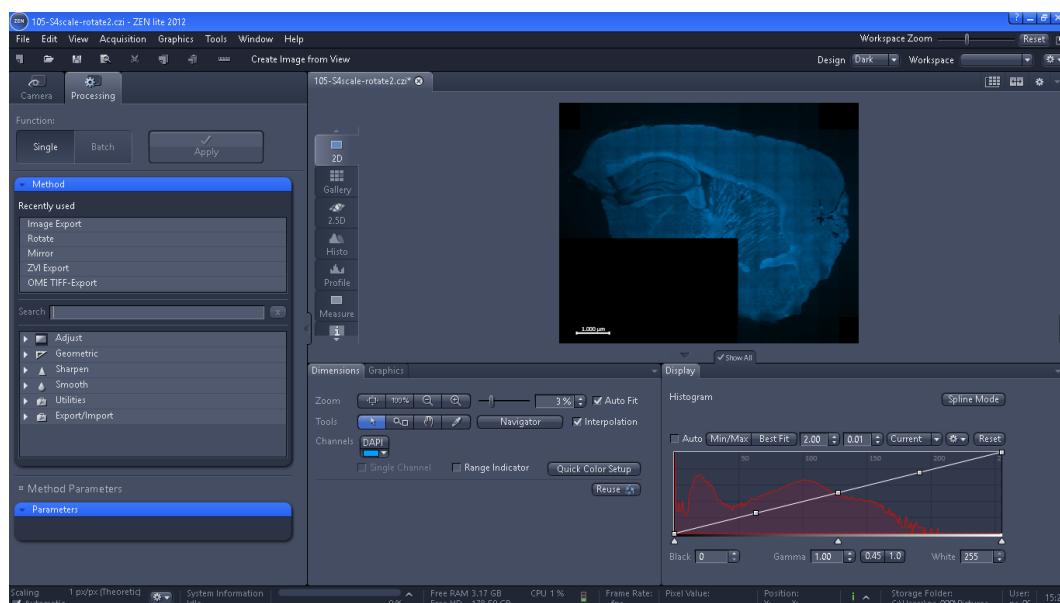 ZEN 105-S4scale-rotate2.czi - ZEN lite 2012
File Edit View Acquisition Graphics Tools Window Help Workspace Zoom Reset
Create Image from View Design Dark Workspace
Camera Processing 105-S4scale-rotate2.czi*
Function:
Single Batch Apply
2D
Gallery
2.5D
Histo
Profile
Measure
i
Method
Recently used
Image Export
Rotate
Mirror
ZVI Export
OME TIFF-Export
Search x
Adjust
Geometric
Sharpen
Smooth
Utilities
Export/Import
Method Parameters
Parameters
1.000 µm
Show All
Dimensions Graphics
Zoom 100% 3 % Auto Fit
Tools Navigator Interpolation
Channels DAPI
Single Channel Range Indicator Quick Color Setup
Reuse
Display
Histogram Spline Mode
Auto Min/Max Best Fit 2.00 0.01 Current Reset
50 100 150 200 2
Black 0 Gamma 1.00 0.45 1.0 White 255
Scaling 1 px/px (Theoretic) System Information Free RAM 3.17 GB CPU 1 % Frame Rate: Pixel Value: Position: i Storage Folder: User: